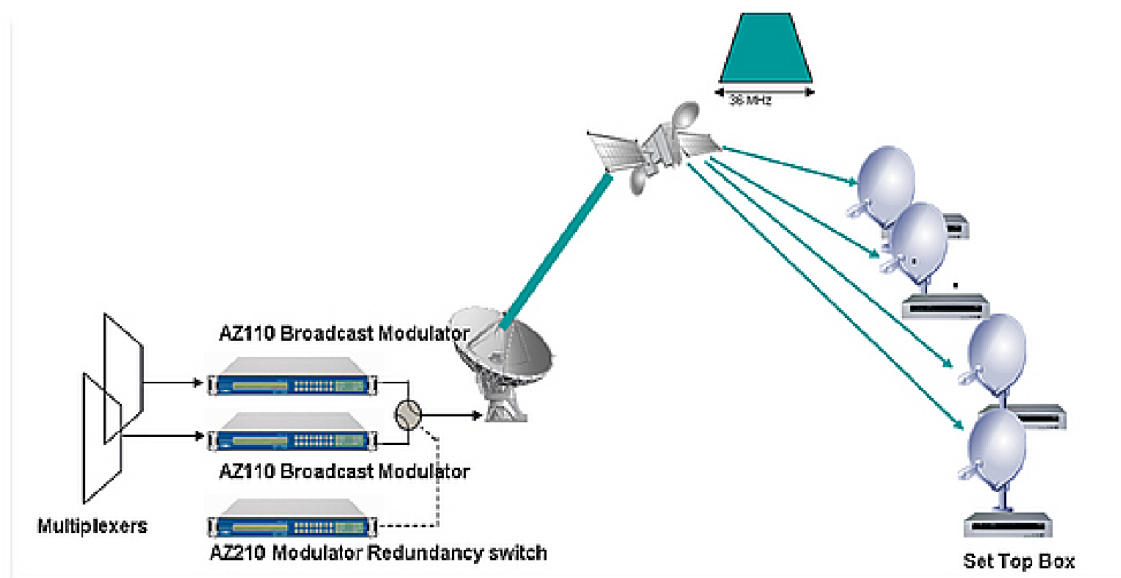 36 MHz
AZ110 Broadcast Modulator
AZ110 Broadcast Modulator
Multiplexers
AZ210 Modulator Redundancy switch
Set Top Box